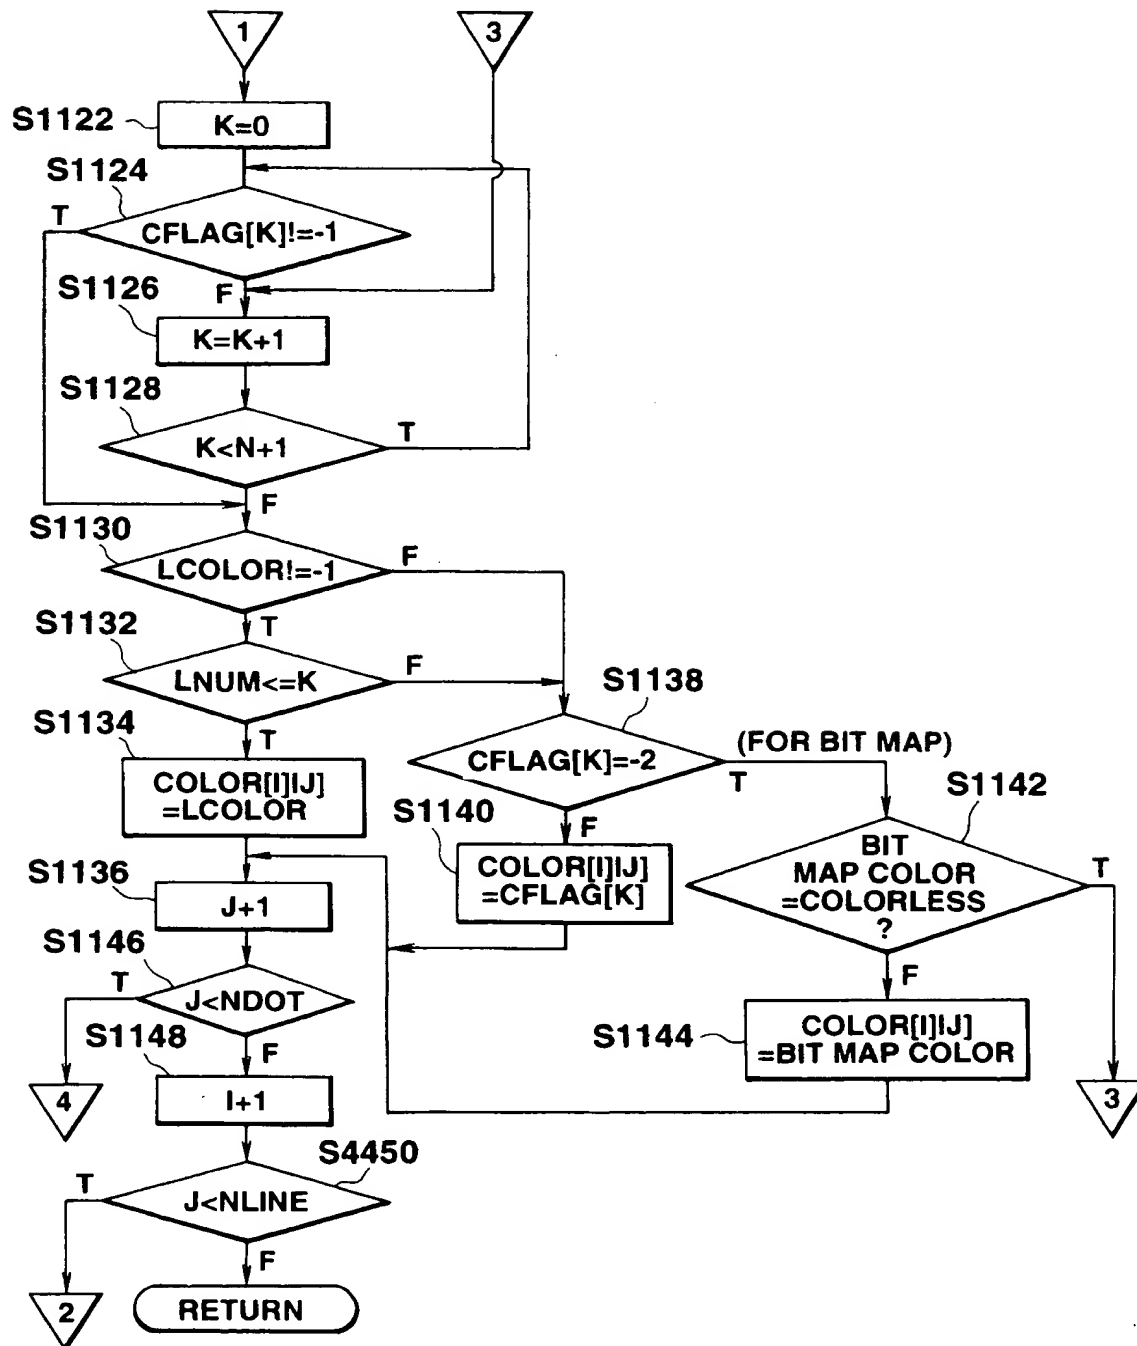 1
3
S1122
K=0
S1124
T
CFLAG[K]!=-1
F
S1126
K=K+1
S1128
K<N+1
T
F
S1130
LCOLOR!=-1
F
T
S1132
LNUM<=K
F
T
S1138
CFLAG[K]=-2
(FOR BIT MAP)
T
F
S1134
COLOR[I]IJ]
=LCOLOR
S1140
COLOR[I]IJ]
=CFLAG[K]
S1142
BIT
MAP COLOR
=COLORLESS
?
T
F
S1136
J+1
S1146
T
J<NDOT
F
S1144
COLOR[I]IJ]
=BIT MAP COLOR
S1148
4
I+1
3
S4450
T
J<NLINE
F
2
RETURN